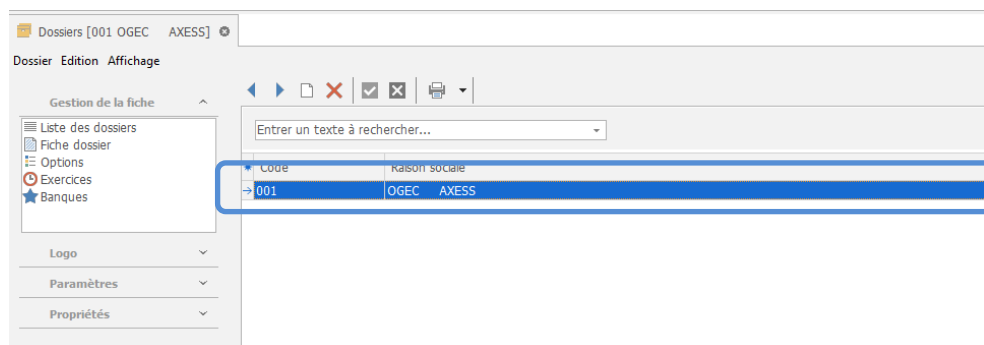 Dossiers [001 OGEC AXESS]
Dossier Edition Affichage
Gestion de la fiche
Liste des dossiers
Fiche dossier
Options
Exercices
Banques
Logo
Paramètres
Propriétés
Entrer un texte à rechercher...
Code Raison sociale
001 OGEC AXESS